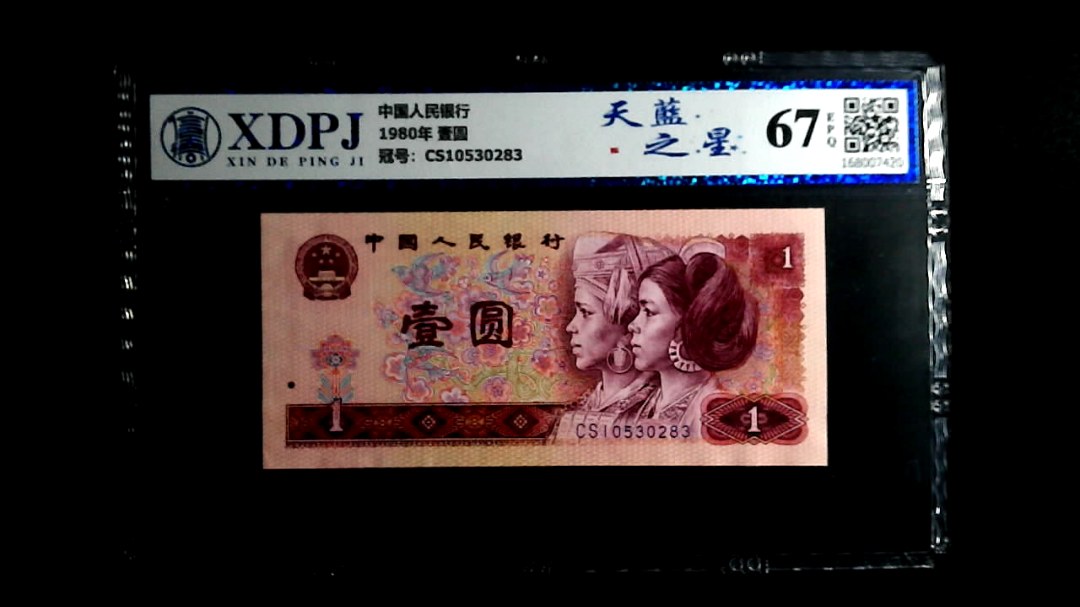 XDPJ
XIN DE PING JI
中国人民银行
1980年 壹圆
冠号：CS10530283
天藍之星
67
EPQ
168007420
中国人民银行
1
壹圆
1
CS10530283
1